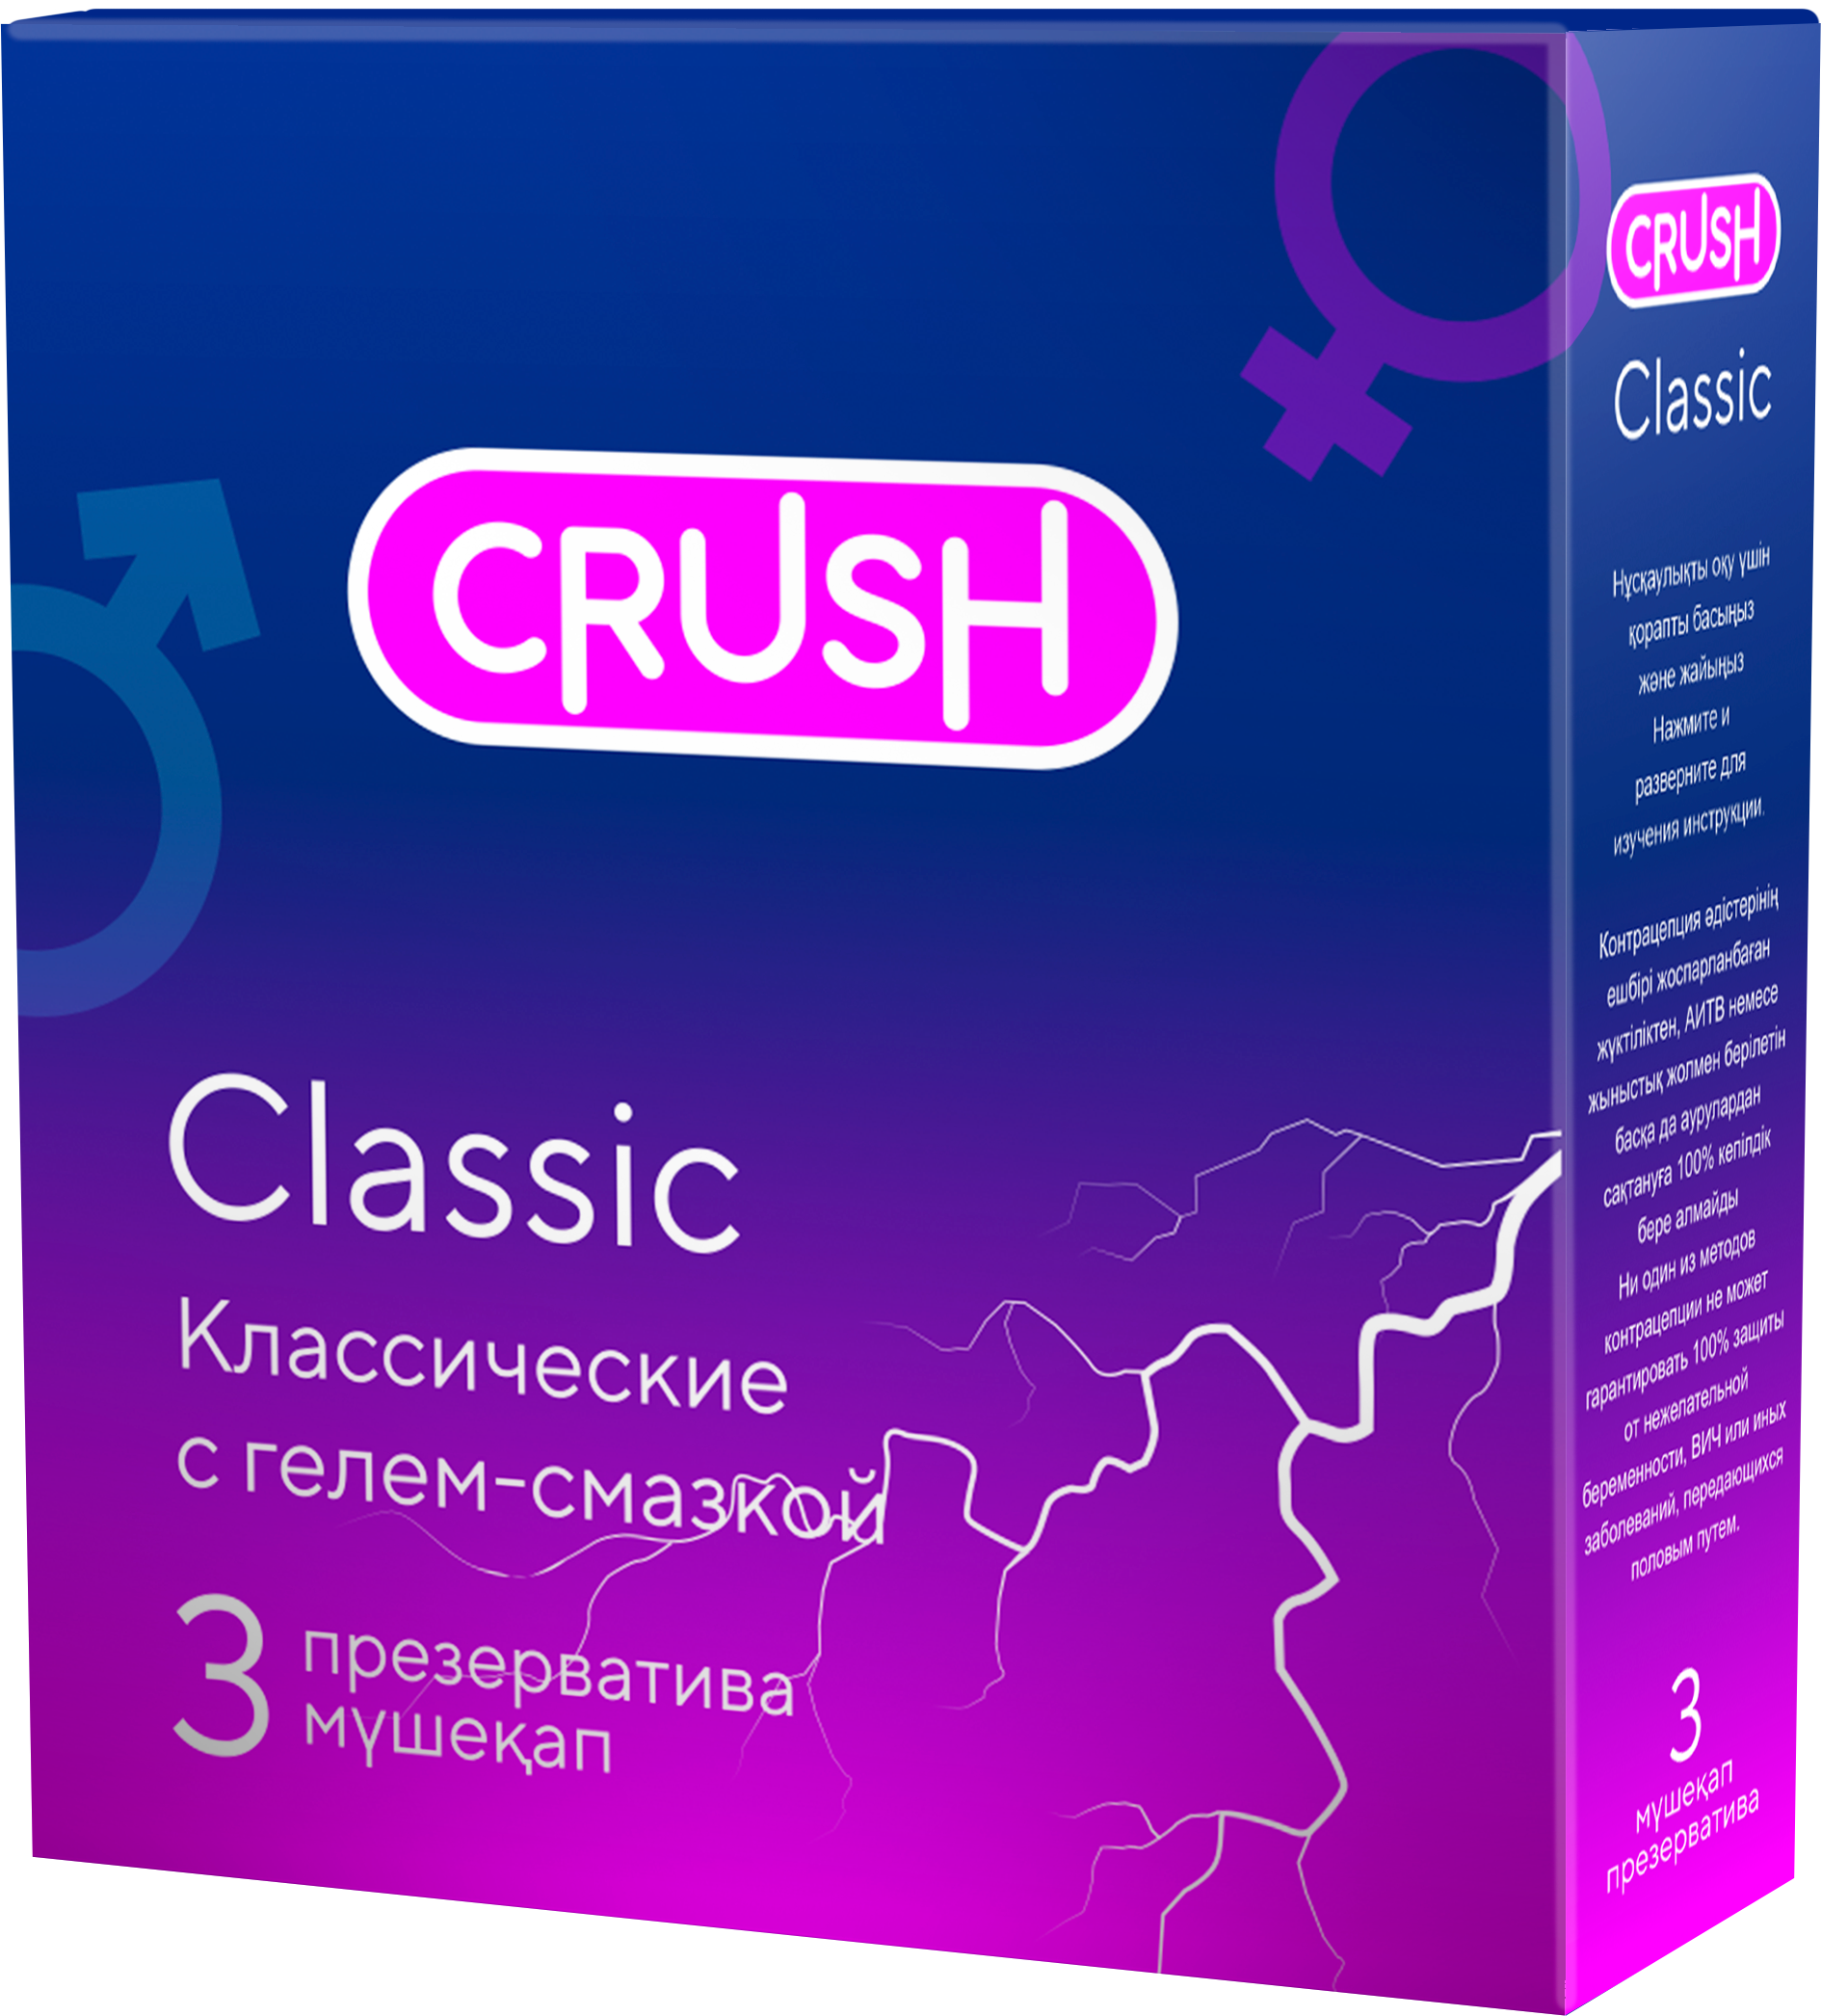 CRUSH
Classic
Классические
с гелем-смазкой
3
презерватива
мүшеқап
CRUSH
Classic
Нұсқаулықты оқу үшін
қорапты басыңыз
және жайыңыз
Нажмите и
разверните для
изучения инструкции.
Контрацепция әдістерінің
ешбірі жоспарланбаған
жүктіліктен, АИТВ немесе
жыныстық жолмен берілетін
басқа да аурулардан
сақтануға 100% кепілдік
бере алмайды
Ни один из методов
контрацепции не может
гарантировать 100% защиты
от нежелательной
беременности, ВИЧ или иных
заболеваний, передающихся
половым путем.
3
мүшеқап
презерватива